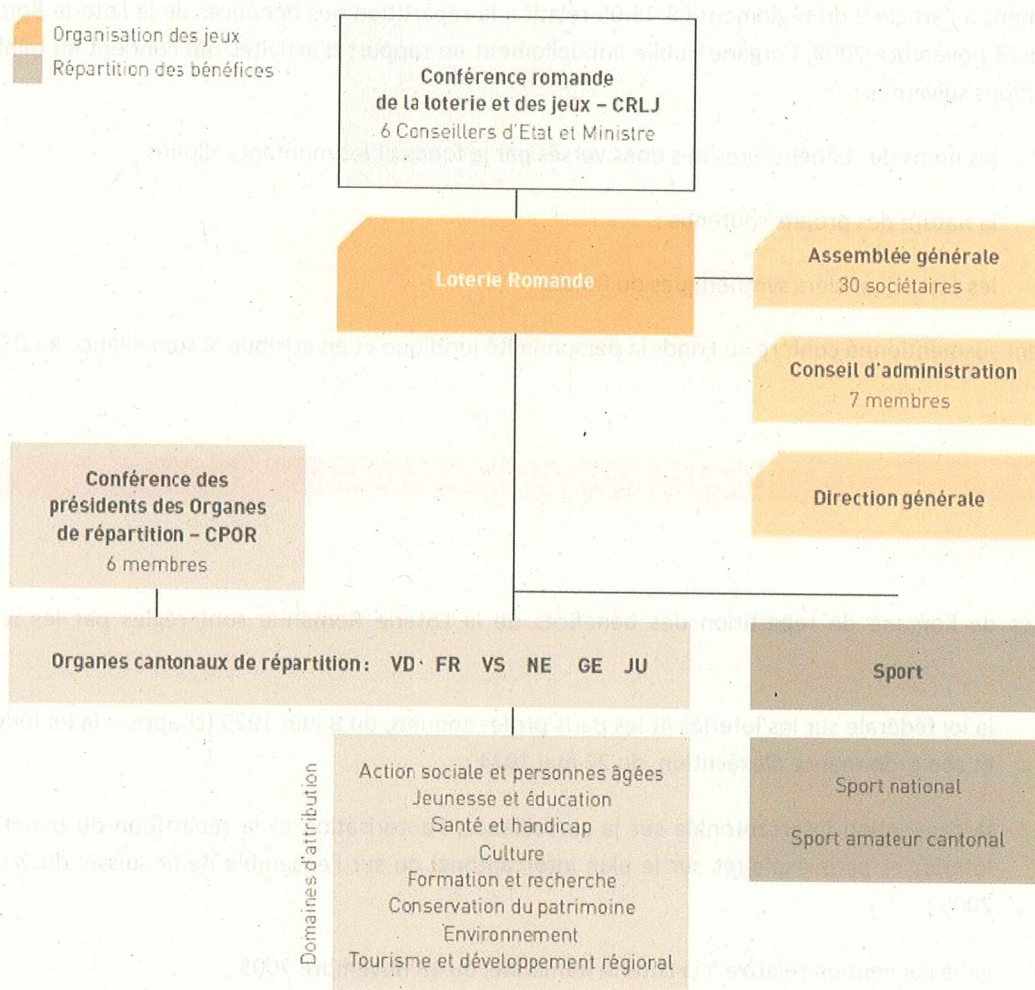 Organisation des jeux
Répartition des bénéfices
Conférence romande
de la loterie et des jeux – CRLJ
6 Conseillers d'Etat et Ministre
Loterie Romande
Assemblée générale
30 sociétaires
Conseil d'administration
7 membres
Direction générale
Conférence des
présidents des Organes
de répartition – CPOR
6 membres
Organes cantonaux de répartition : VD FR VS NE GE JU
Sport
Domaines d'attribution
Action sociale et personnes âgées
Jeunesse et éducation
Santé et handicap
Culture
Formation et recherche
Conservation du patrimoine
Environnement
Tourisme et développement régional
Sport national
Sport amateur cantonal